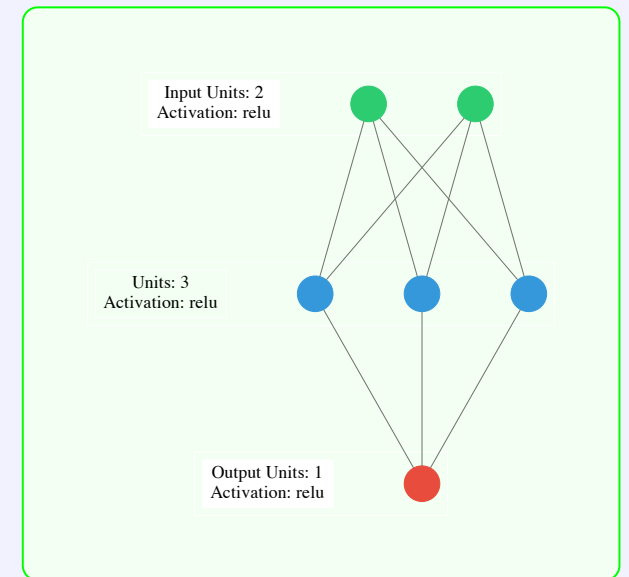 Input Units: 2
Activation: relu
Units: 3
Activation: relu
Output Units: 1
Activation: relu